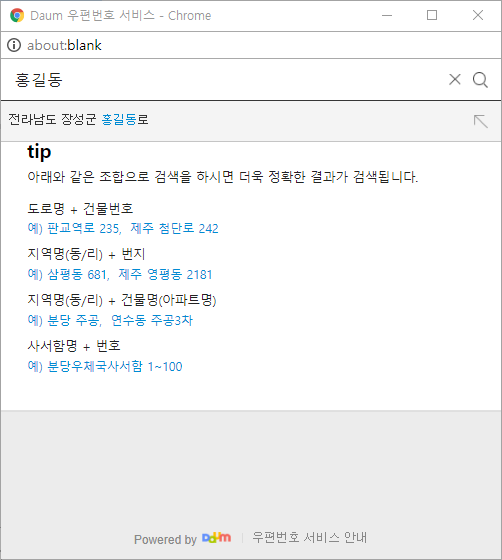 Daum 우편번호 서비스 - Chrome
about:blank
홍길동
전라남도 장성군 홍길동로
tip
아래와 같은 조합으로 검색을 하시면 더욱 정확한 결과가 검색됩니다.
도로명 + 건물번호
예) 판교역로 235, 제주 첨단로 242
지역명(동/리) + 번지
예) 삼평동 681, 제주 영평동 2181
지역명(동/리) + 건물명(아파트명)
예) 분당 주공, 연수동 주공3차
사서함명 + 번호
예) 분당우체국사서함 1~100
Powered by Daum 우편번호 서비스 안내